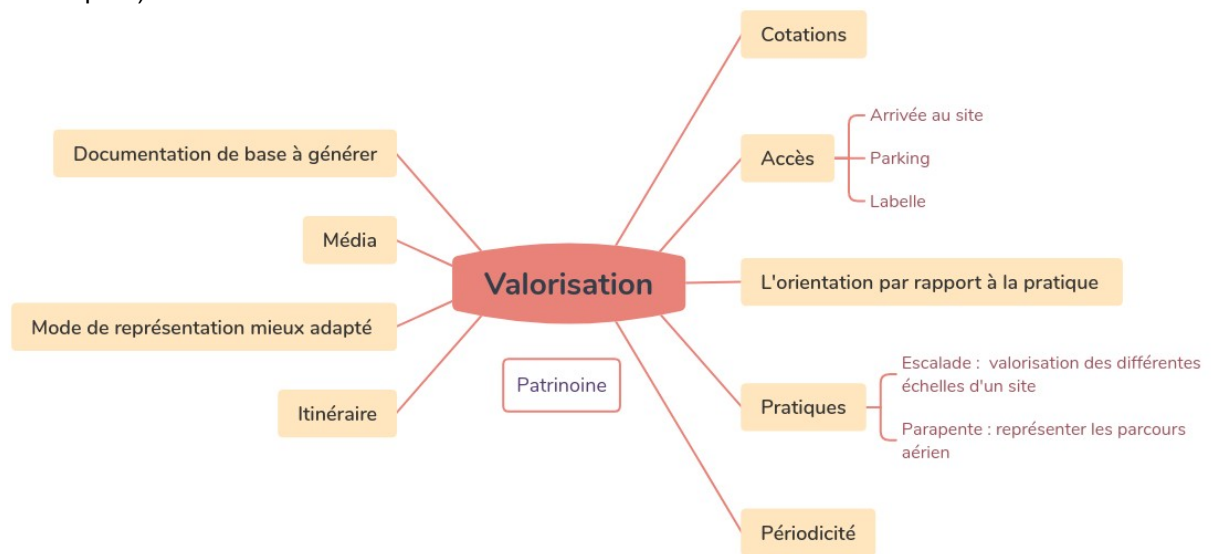 Cotations
Arrivée au site
Accès
Parking
Labelle
Documentation de base à générer
Média
Valorisation
L'orientation par rapport à la pratique
Mode de représentation mieux adapté
Patrinoine
Itinéraire
Pratiques
Escalade :  valorisation des différentes
échelles d'un site
Parapente : représenter les parcours
aérien
Périodicité